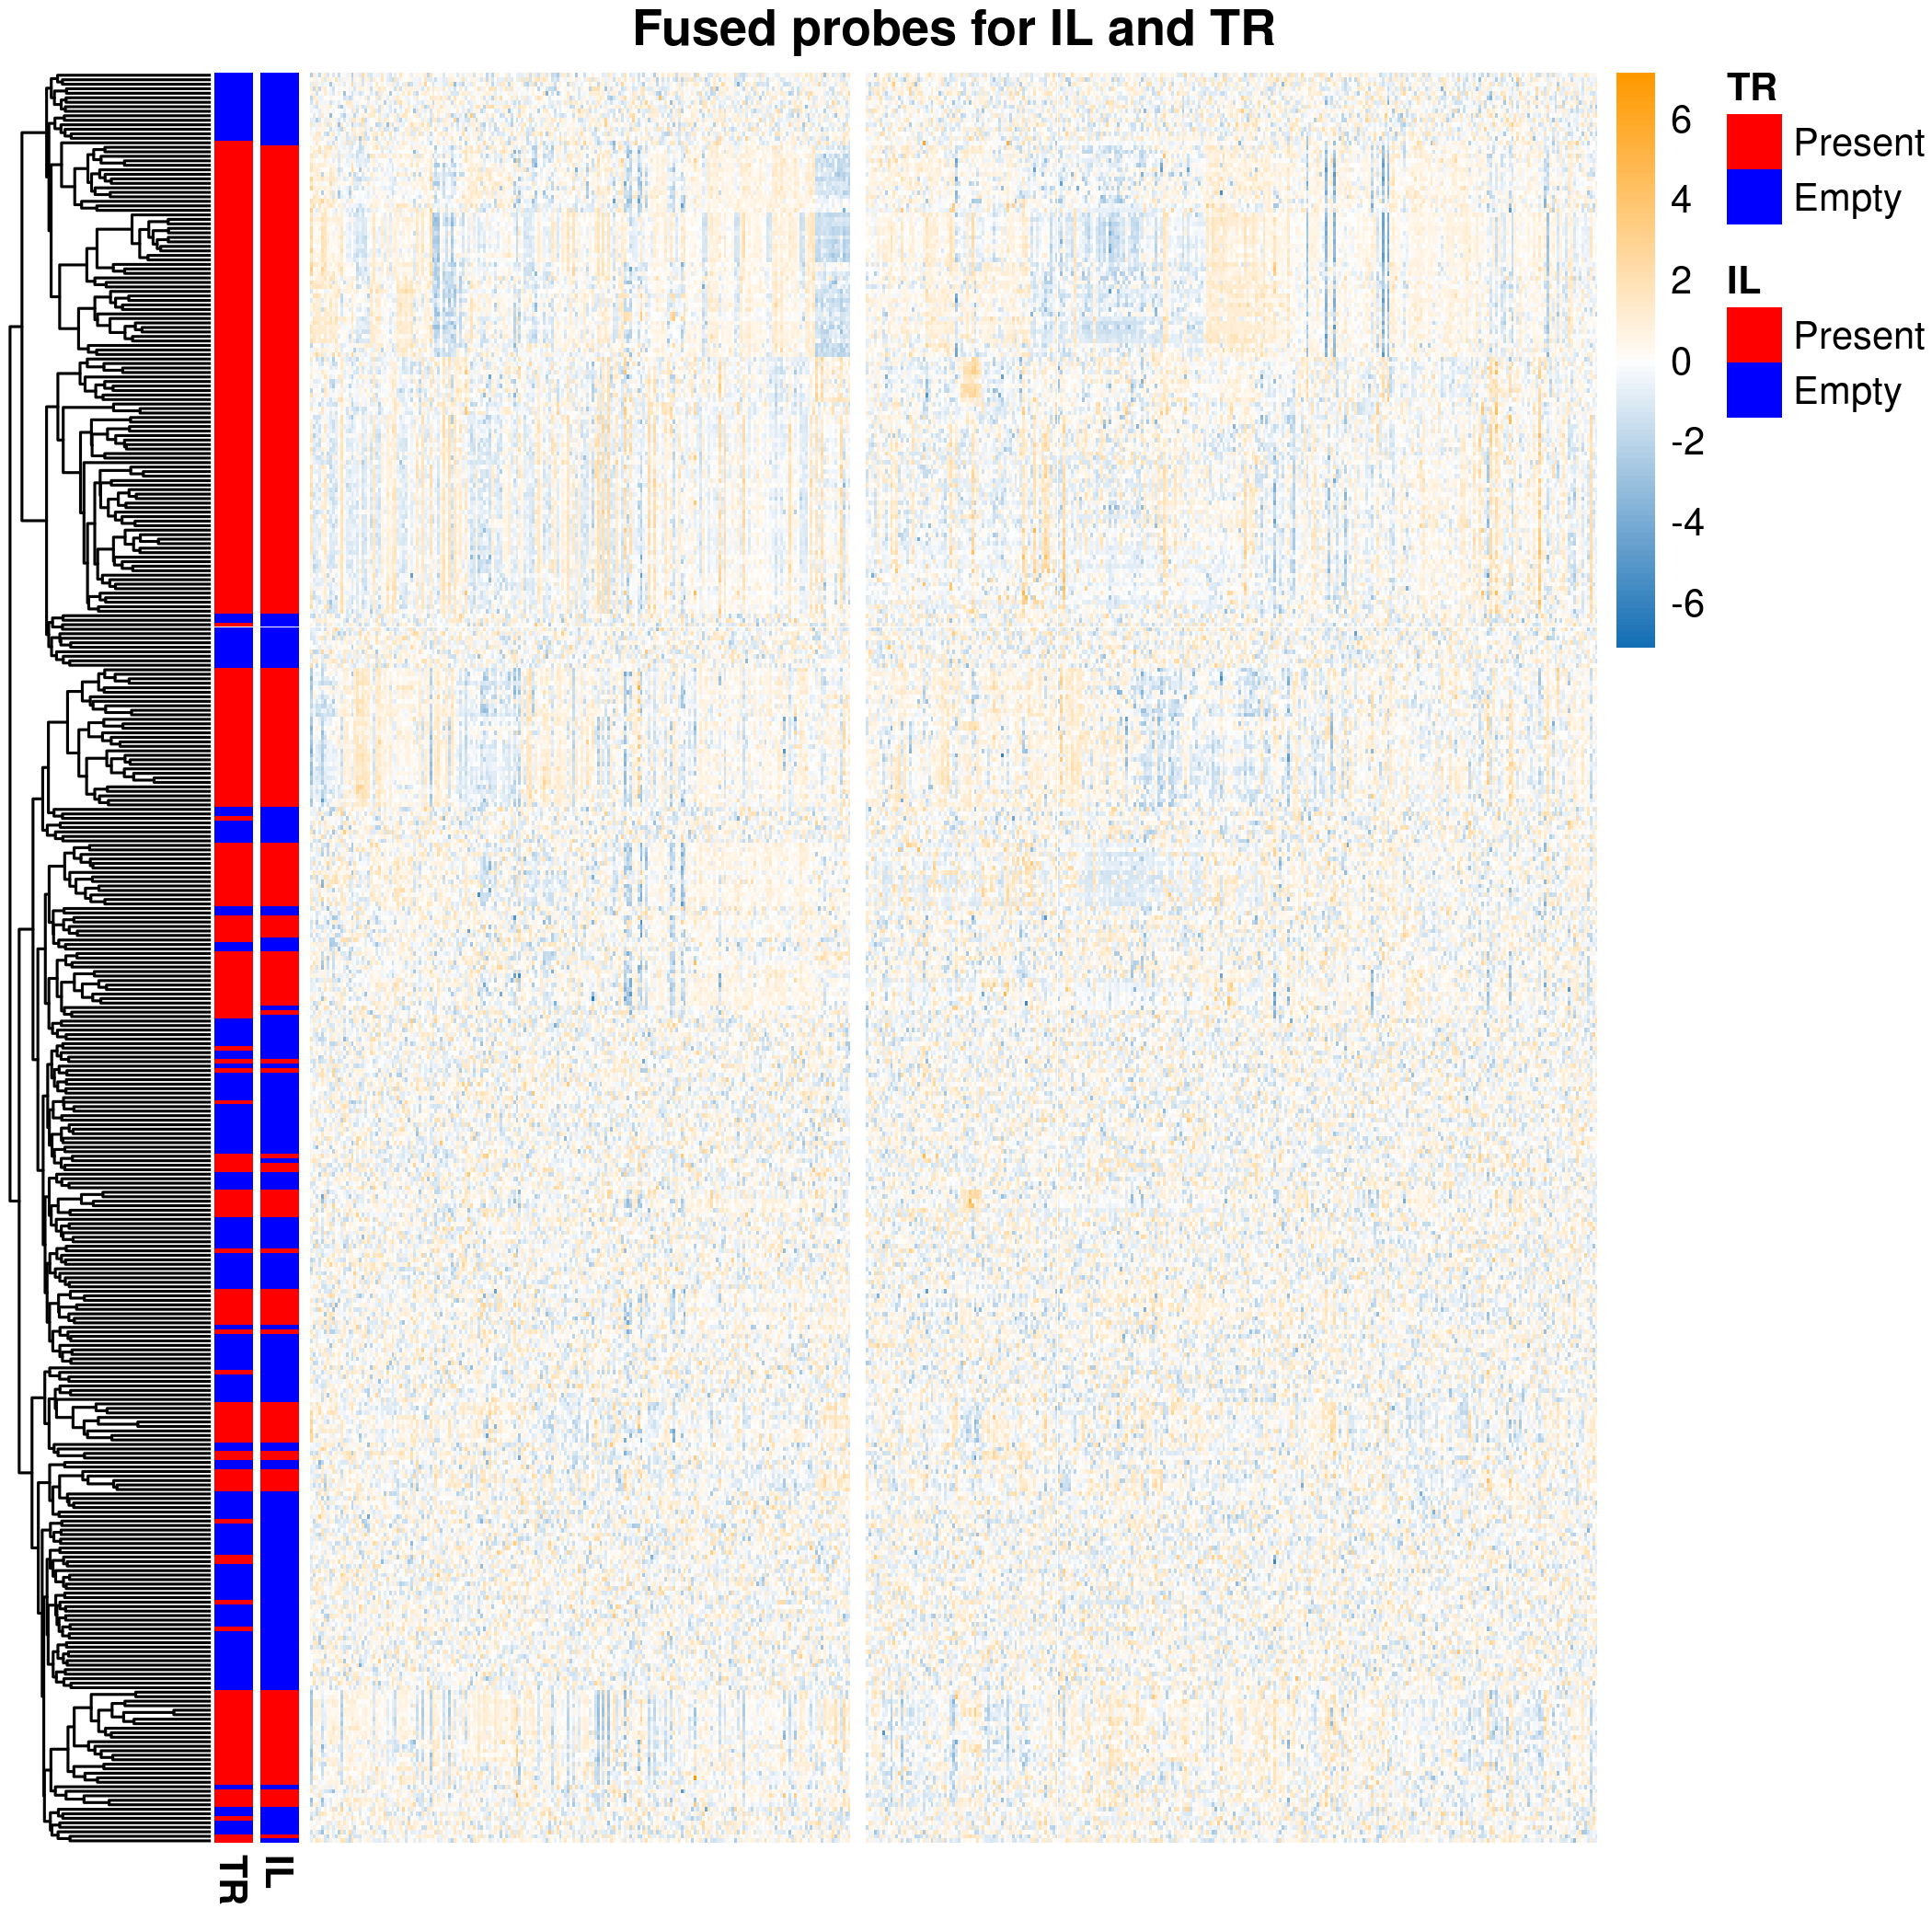 Fused probes for IL and TR
6
4
2
0
-2
-4
-6
TR
Present
Empty
IL
Present
Empty
TR
IL